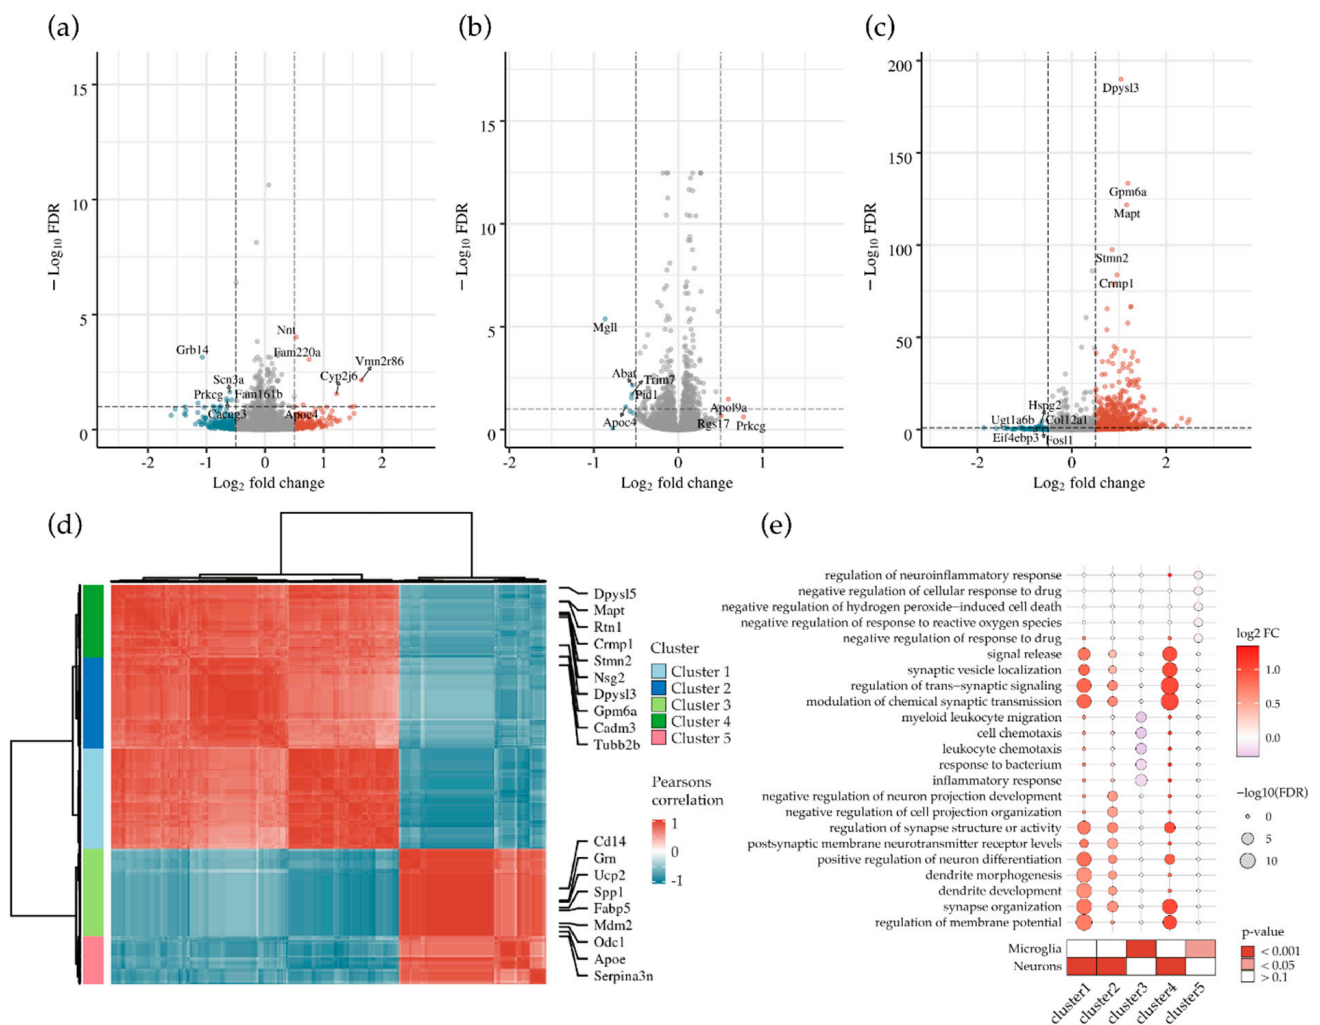 (a)
− Log10 FDR
15
10
5
0
Nnt
Grb14
Fam220a
Vmn2r86
Scn3a
Cyp2j6
Prkcg
Fam161b
Cacng3
Apoc4
-2
0
2
Log2 fold change
(b)
− Log10 FDR
15
10
5
0
Mgll
Abat
Trim7
Pid1
Apol9a
Apoc4
Rgs17
Prkcg
-2
-1
0
1
Log2 fold change
(c)
− Log10 FDR
200
150
100
50
0
Dpysl3
Gpm6a
Mapt
Stmn2
Crmp1
Hspg2
Ugt1a6b
Col12a1
Eif4ebp3
Fosl1
-2
0
2
Log2 fold change
(d)
Dpysl5
Mapt
Rtn1
Crmp1
Stmn2
Nsg2
Dpysl3
Gpm6a
Cadm3
Tubb2b
Cd14
Grn
Ucp2
Spp1
Fabp5
Mdm2
Odc1
Apoe
Serpina3n
Cluster
Cluster 1
Cluster 2
Cluster 3
Cluster 4
Cluster 5
Pearsons
correlation
1
0
-1
(e)
regulation of neuroinflammatory response
negative regulation of cellular response to drug
negative regulation of hydrogen peroxide−induced cell death
negative regulation of response to reactive oxygen species
negative regulation of response to drug
signal release
synaptic vesicle localization
regulation of trans−synaptic signaling
modulation of chemical synaptic transmission
myeloid leukocyte migration
cell chemotaxis
leukocyte chemotaxis
response to bacterium
inflammatory response
negative regulation of neuron projection development
negative regulation of cell projection organization
regulation of synapse structure or activity
postsynaptic membrane neurotransmitter receptor levels
positive regulation of neuron differentiation
dendrite morphogenesis
dendrite development
synapse organization
regulation of membrane potential
Microglia
Neurons
cluster1
cluster2
cluster3
cluster4
cluster5
log2 FC
1.0
0.5
0.0
−log10(FDR)
0
5
10
p-value
< 0.001
< 0.05
> 0.1